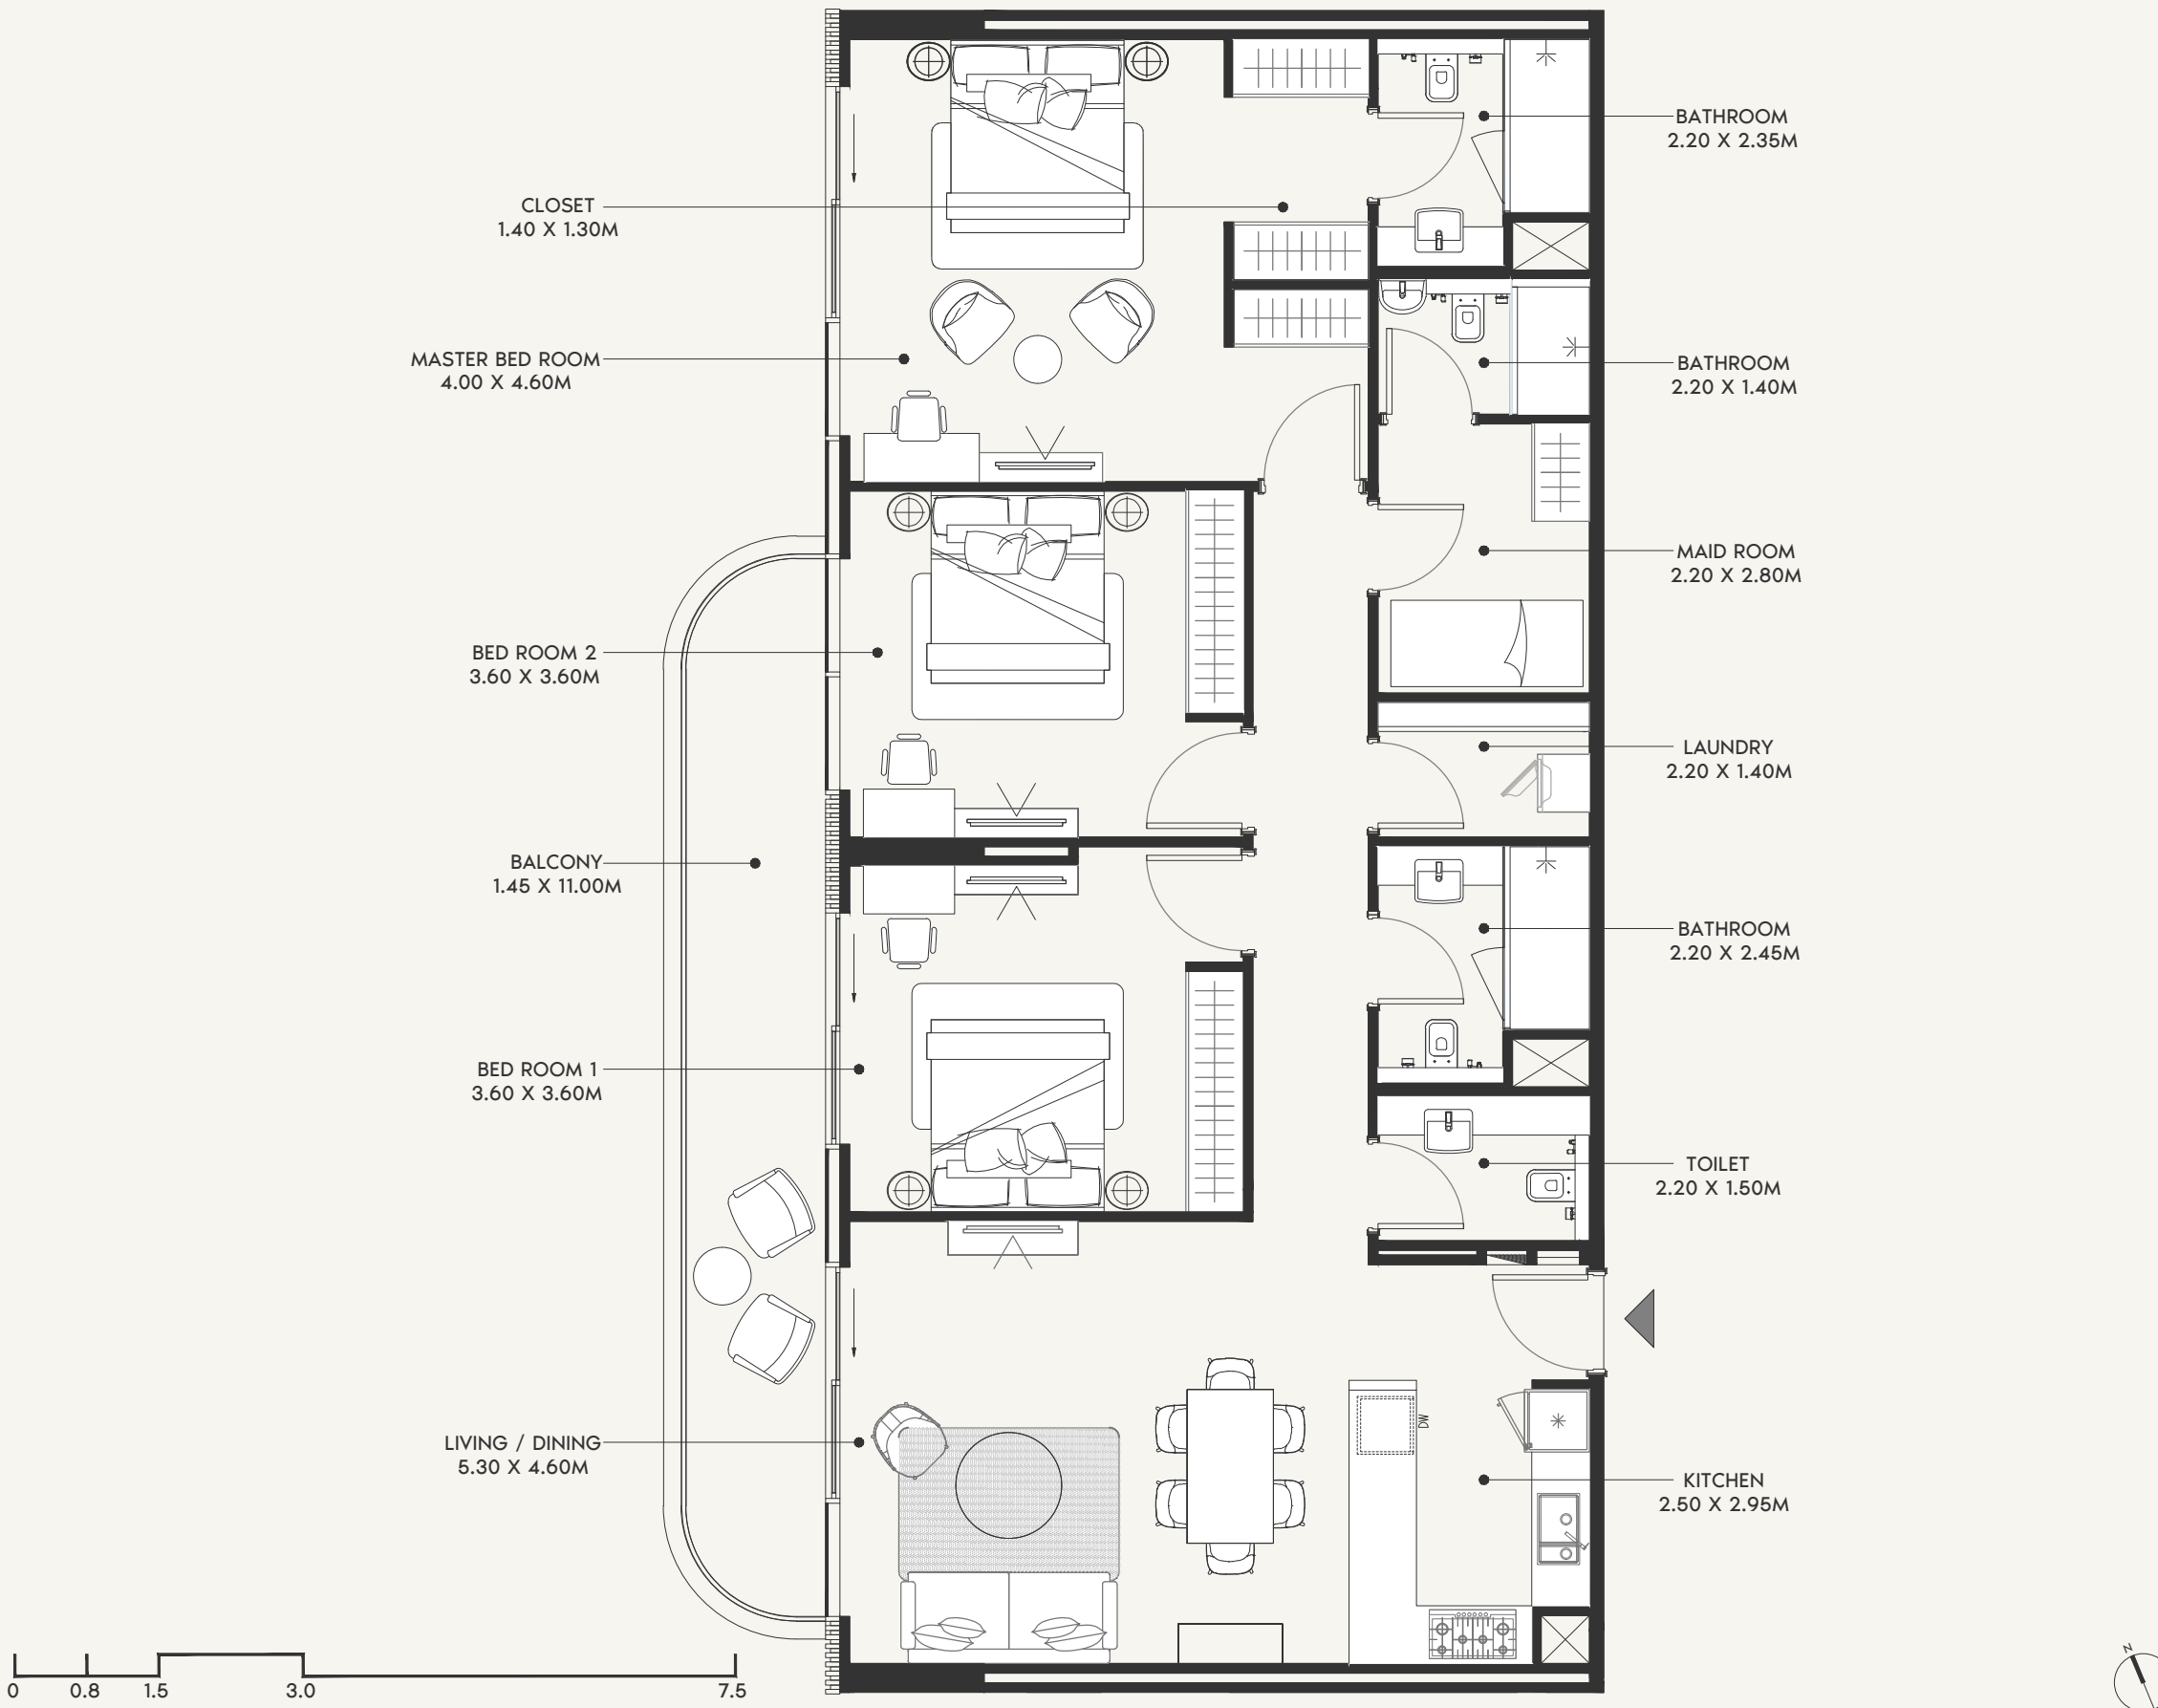 BATHROOM
2.20 X 2.35M
CLOSET
1.40 X 1.30M
MASTER BED ROOM
4.00 X 4.60M
BATHROOM
2.20 X 1.40M
MAID ROOM
2.20 X 2.80M
BED ROOM 2
3.60 X 3.60M
LAUNDRY
2.20 X 1.40M
BALCONY
1.45 X 11.00M
BATHROOM
2.20 X 2.45M
BED ROOM 1
3.60 X 3.60M
TOILET
2.20 X 1.50M
DW
LIVING / DINING
5.30 X 4.60M
KITCHEN
2.50 X 2.95M
N
0 0.8 1.5 3.0 7.5